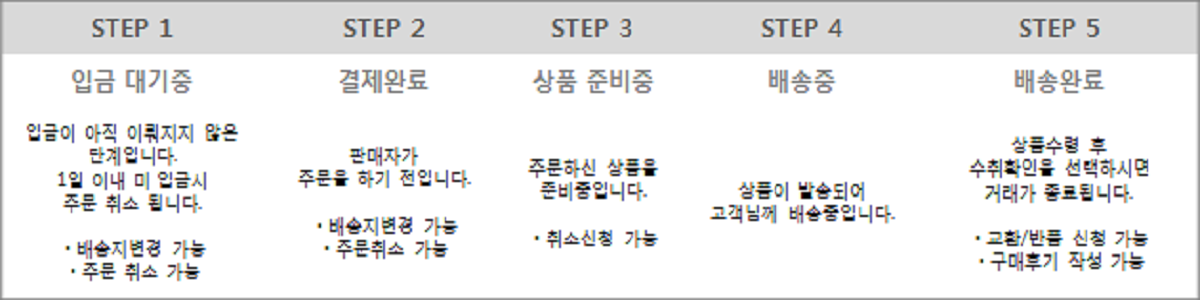 STEP 1
STEP 2
STEP 3
STEP 4
STEP 5
입금 대기중
결제완료
상품 준비중
배송중
배송완료
입금이 아직 이뤄지지 않은
단계입니다.
1일 이내 미 입금시
주문 취소 됩니다.
・배송지변경 가능
・주문 취소 가능
판매자가
주문을 하기 전입니다.
・배송지변경 가능
・주문취소 가능
주문하신 상품을
준비중입니다.
・취소신청 가능
상품이 발송되어
고객님께 배송중입니다.
상품수령 후
수취확인을 선택하시면
거래가 종료됩니다.
・교환/반품 신청 가능
・구매후기 작성 가능